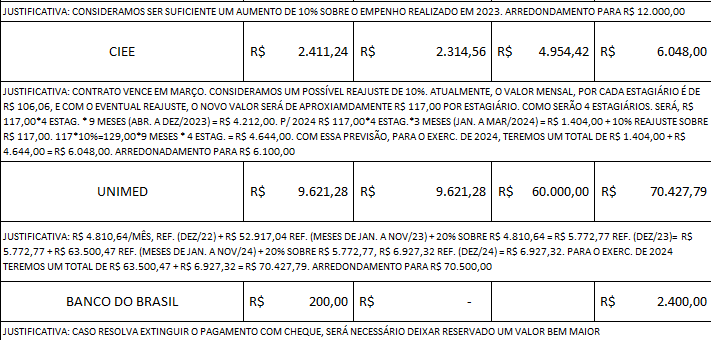 JUSTIFICATIVA: CONSIDERAMOS SER SUFICIENTE UM AUMENTO DE 10% SOBRE O EMPENHO REALIZADO EM 2023. ARREDONDAMENTO PARA R$ 12.000,00
CIEE R$ 2.411,24 R$ 2.314,56 R$ 4.954,42 R$ 6.048,00
JUSTIFICATIVA: CONTRATO VENCE EM MARÇO. CONSIDERAMOS UM POSSÍVEL REAJUSTE DE 10%. ATUALMENTE, O VALOR MENSAL, POR CADA ESTAGIÁRIO É DE
R$ 106,06, E COM O EVENTUAL REAJUSTE, O NOVO VALOR SERÁ DE APROXIAMDAMENTE R$ 117,00 POR ESTAGIÁRIO. COMO SERÃO 4 ESTAGIÁRIOS. SERÁ, R$
117,00*4 ESTAG. * 9 MESES (ABR. A DEZ/2023) = R$ 4.212,00. P/ 2024 R$ 117,00*4 ESTAG.*3 MESES (JAN. A MAR/2024) = R$ 1.404,00 + 10% REAJUSTE SOBRE
R$ 117,00. 117*10%=129,00*9 MESES * 4 ESTAG. = R$ 4.644,00. COM ESSA PREVISÃO, PARA O EXERC. DE 2024, TEREMOS UM TOTAL DE R$ 1.404,00 + R$
4.644,00 = R$ 6.048,00. ARREDONADAMENTO PARA R$ 6.100,00
UNIMED R$ 9.621,28 R$ 9.621,28 R$ 60.000,00 R$ 70.427,79
JUSTIFICATIVA: R$ 4.810,64/MÊS, REF. (DEZ/22) + R$ 52.917,04 REF. (MESES DE JAN. A NOV/23) + 20% SOBRE R$ 4.810,64 = R$ 5.772,77 REF. (DEZ/23)= R$
5.772,77 + R$ 63.500,47 REF. (MESES DE JAN. A NOV/24) + 20% SOBRE R$ 5.772,77, R$ 6.927,32 REF. (DEZ/24) = R$ 6.927,32. PARA O EXERC. DE 2024
TEREMOS UM TOTAL DE R$ 63.500,47 + R$ 6.927,32 = R$ 70.427,79. ARREDONDAMENTO PARA R$ 70.500,00
BANCO DO BRASIL R$ 200,00 R$ - R$ 2.400,00
JUSTIFICATIVA: CASO RESOLVA EXTINGUIR O PAGAMENTO COM CHEQUE, SERÁ NECESSÁRIO DEIXAR RESERVADO UM VALOR BEM MAIOR